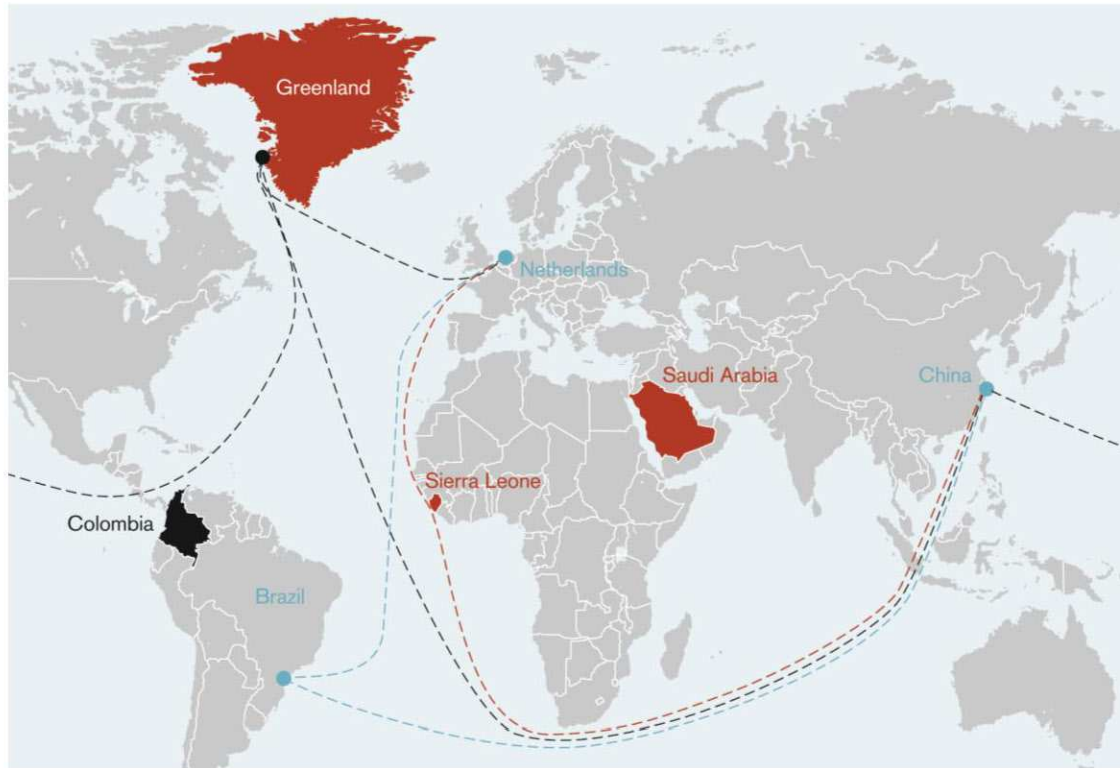 Greenland
Netherlands
Saudi Arabia
China
Sierra Leone
Colombia
Brazil